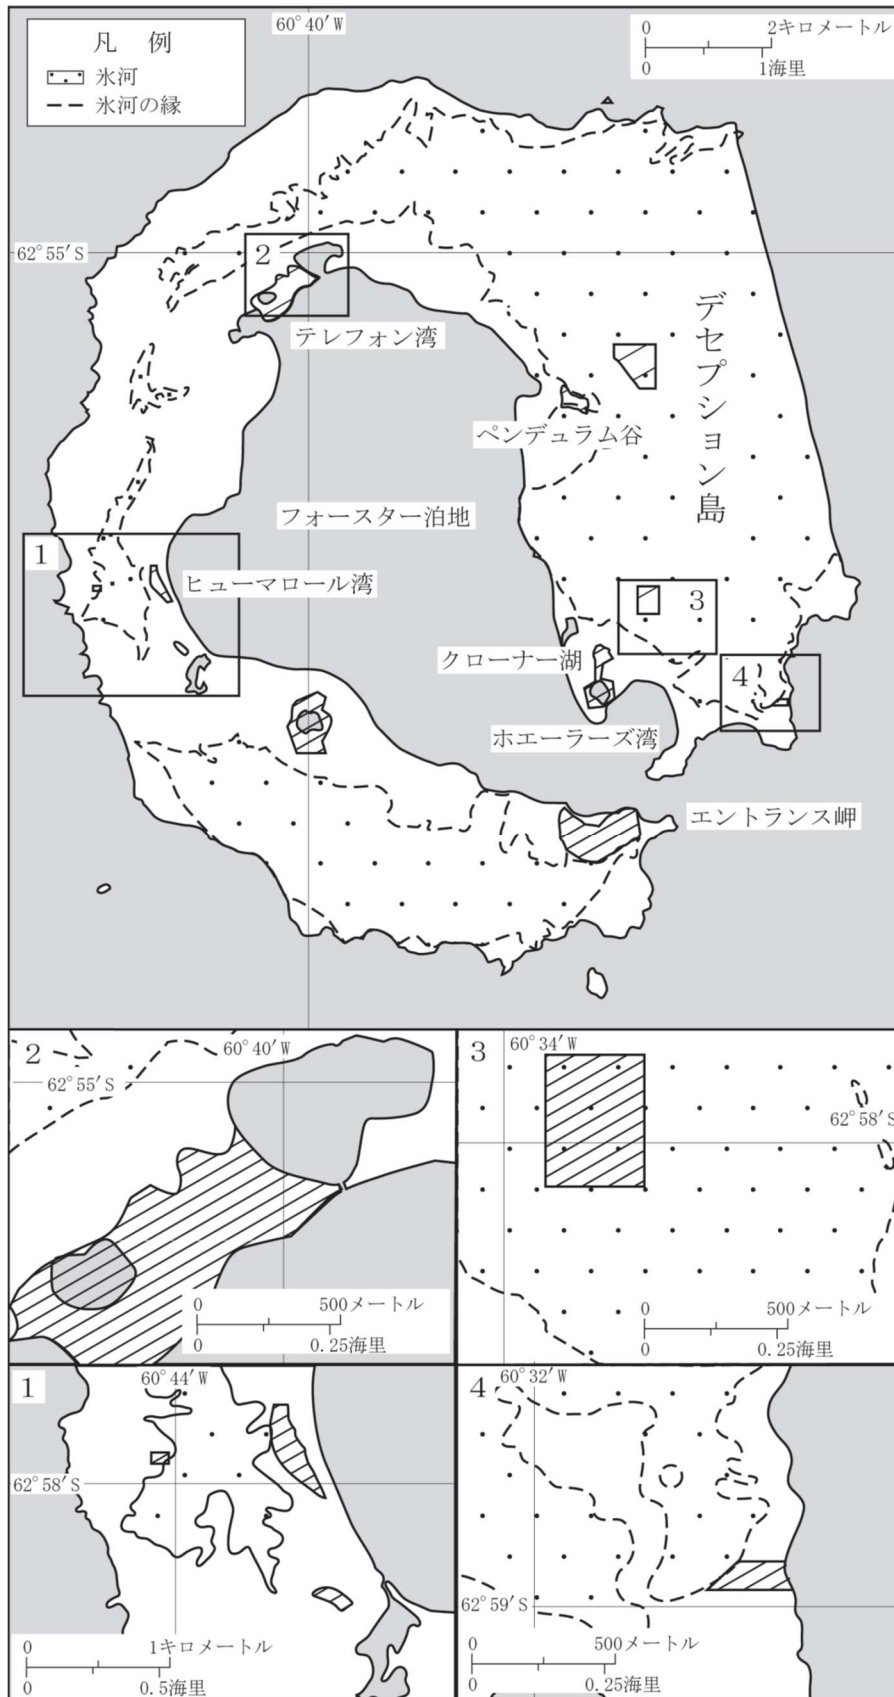 60°40′W
凡 例
氷河
氷河の縁
0 2キロメートル
0 1海里
62°55′S
2
テレフォン湾
デセプション島
ペンデュラム谷
フォースター泊地
1
ヒューマロール湾
3
クローナー湖
4
ホエーラーズ湾
エントランス岬
2
60°40′W
62°55′S
0 500メートル
0 0.25海里
3
60°34′W
62°58′S
0 500メートル
0 0.25海里
1
60°44′W
62°58′S
0 1キロメートル
0 0.5海里
4
60°32′W
62°59′S
0 500メートル
0 0.25海里